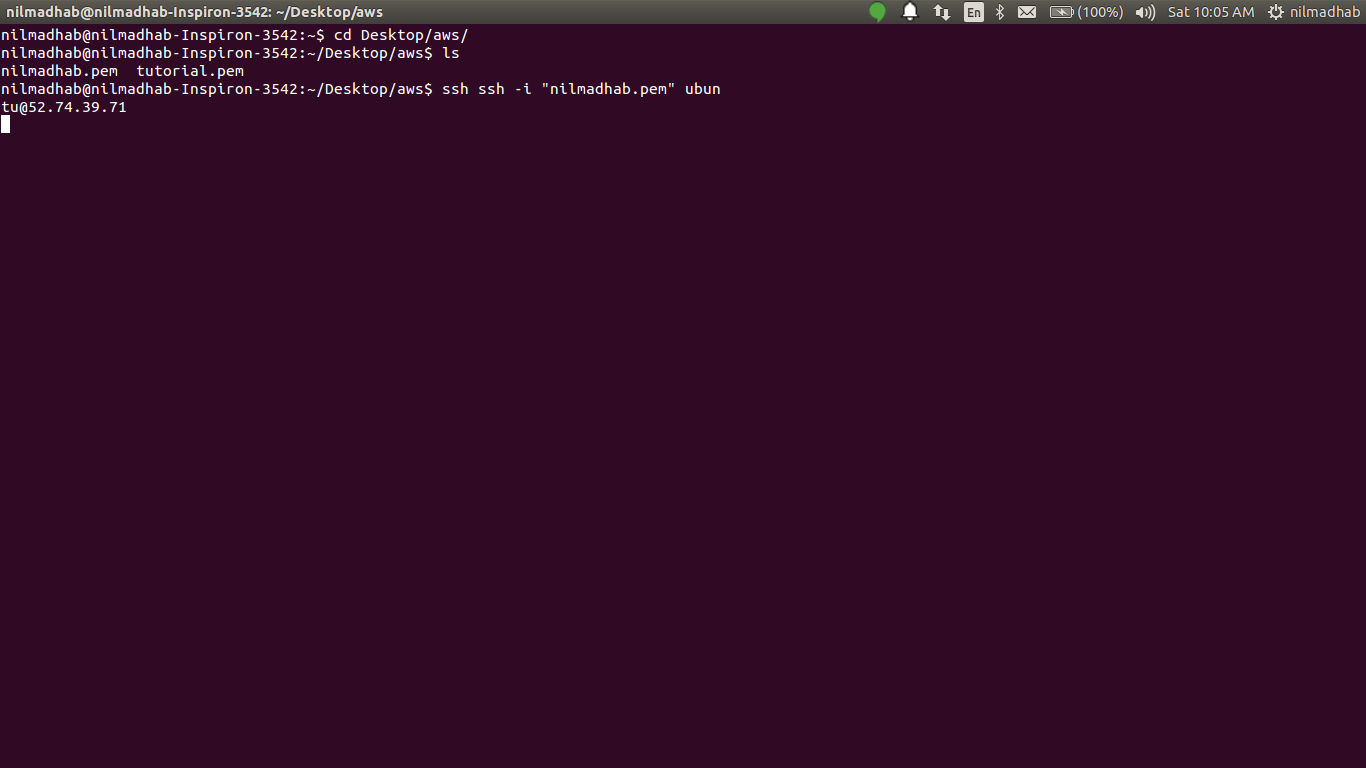 nilmadhab@nilmadhab-Inspiron-3542: ~/Desktop/aws En (100%) Sat 10:05 AM nilmadhab
nilmadhab@nilmadhab-Inspiron-3542:~$ cd Desktop/aws/
nilmadhab@nilmadhab-Inspiron-3542:~/Desktop/aws$ ls
nilmadhab.pem  tutorial.pem
nilmadhab@nilmadhab-Inspiron-3542:~/Desktop/aws$ ssh ssh -i "nilmadhab.pem" ubun
tu@52.74.39.71